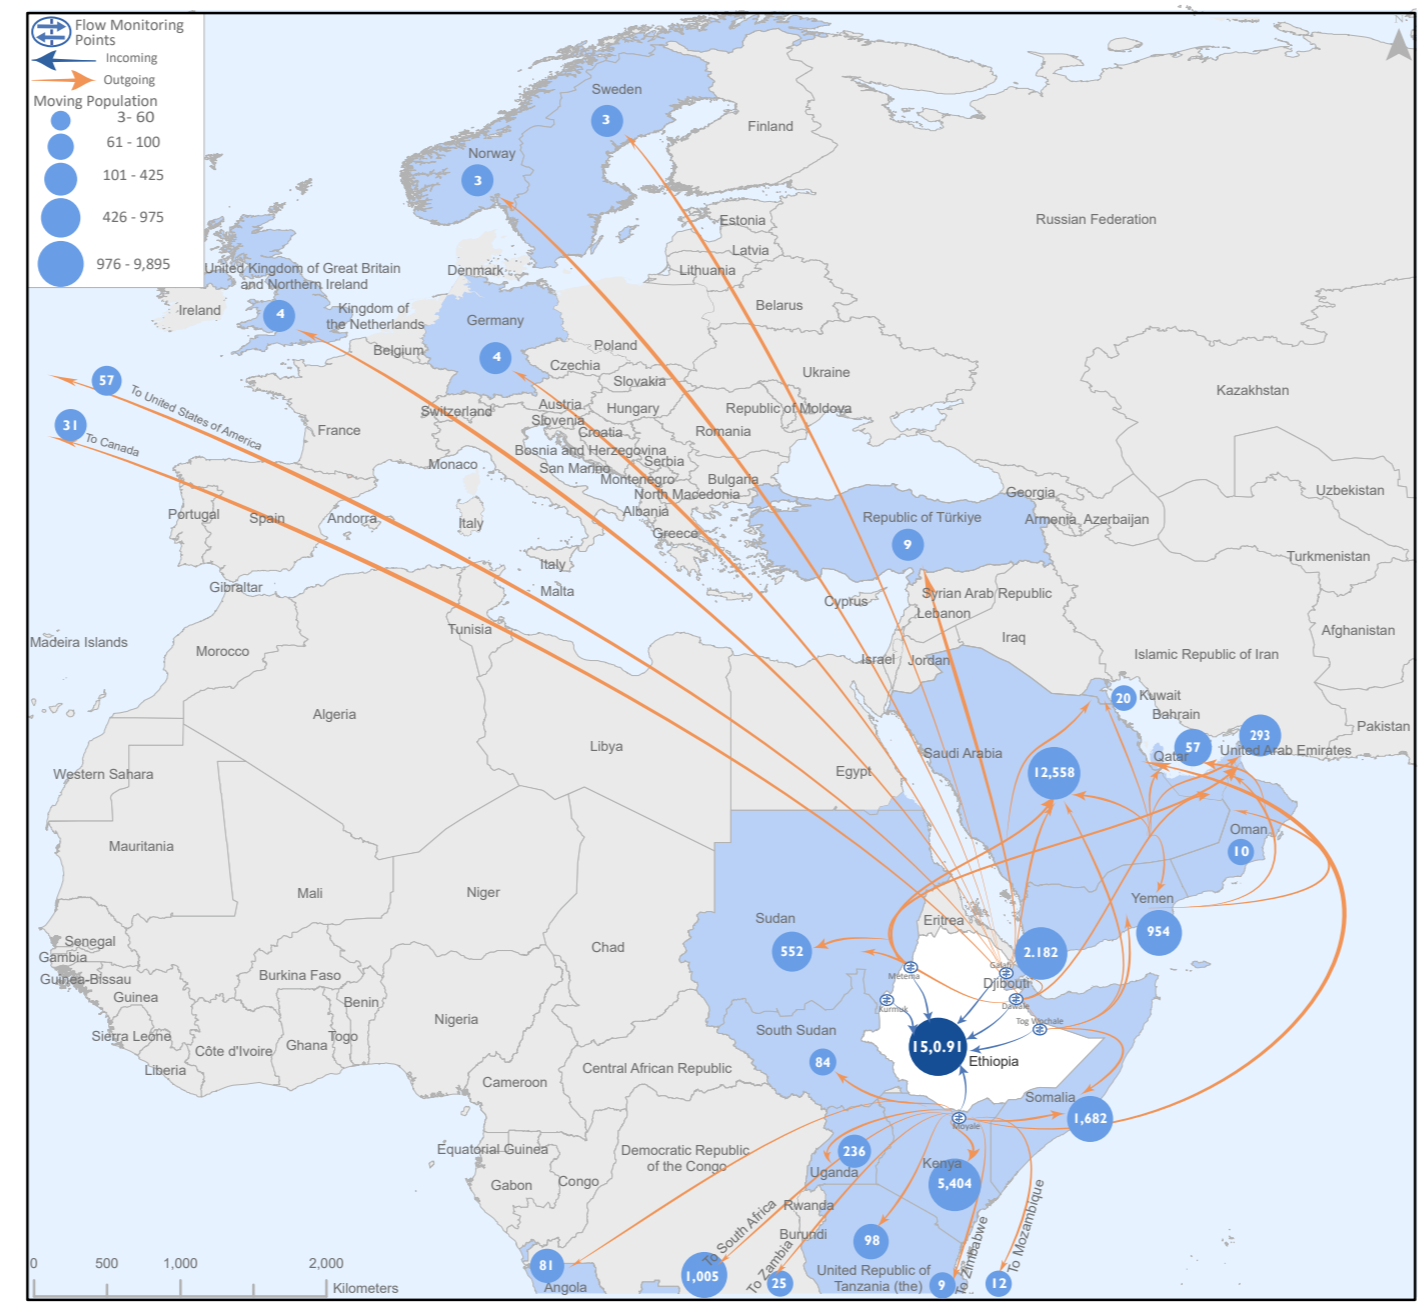 Flow Monitoring
Points
Incoming
Outgoing
Moving Population
3- 60
61 - 100
101 - 425
426 - 975
976 - 9,895
N
Sweden
3
Finland
Norway
3
Russian Federation
Estonia
Latvia
Lithuania
Denmark
United Kingdom of Great Britain
and Northern Ireland
Ireland
4
Kingdom of
the Netherlands
Belarus
Germany
4
Belgium
Poland
Czechia
Slovakia
Ukraine
Kazakhstan
57
To United States of America
31
To Canada
France
Switzerland
Austria
Slovenia
Hungary
Republic of Moldova
Croatia
Romania
Bosnia and Herzegovina
Serbia
Monaco
San Marino
Montenegro
Bulgaria
North Macedonia
Albania
Greece
Portugal
Spain
Andorra
Italy
Georgia
Armenia
Azerbaijan
Uzbekistan
Republic of Türkiye
9
Turkmenistan
Italy
Gibraltar
Malta
Cyprus
Syrian Arab Republic
Lebanon
Tunisia
Iraq
Afghanistan
Madeira Islands
Morocco
Israel
Jordan
Islamic Republic of Iran
20
Kuwait
Bahrain
Pakistan
Algeria
Libya
Egypt
Saudi Arabia
12,558
57
293
Qatar
United Arab Emirates
Western Sahara
Mauritania
Oman
10
Mali
Niger
Yemen
954
Sudan
552
Eritrea
Chad
2.182
Senegal
Gambia
Guinea-Bissau
Guinea
Burkina Faso
Benin
Metema
Galafi
Djibouti
Kurmuk
Dawale
Tog Wochale
Sierra Leone
Côte d'Ivoire
Ghana
Togo
Nigeria
Liberia
South Sudan
84
15,0.91
Ethiopia
Cameroon
Central African Republic
Somalia
1,682
Moyale
Equatorial Guinea
Democratic Republic
of the Congo
Gabon
Congo
236
Uganda
Kenya
5,404
Rwanda
Burundi
98
United Republic of
Tanzania (the)
81
Angola
1,005
To South Africa
To Zambia
25
9
To Zimbabwe
12
To Mozambique
0
500
1,000
2,000
Kilometers